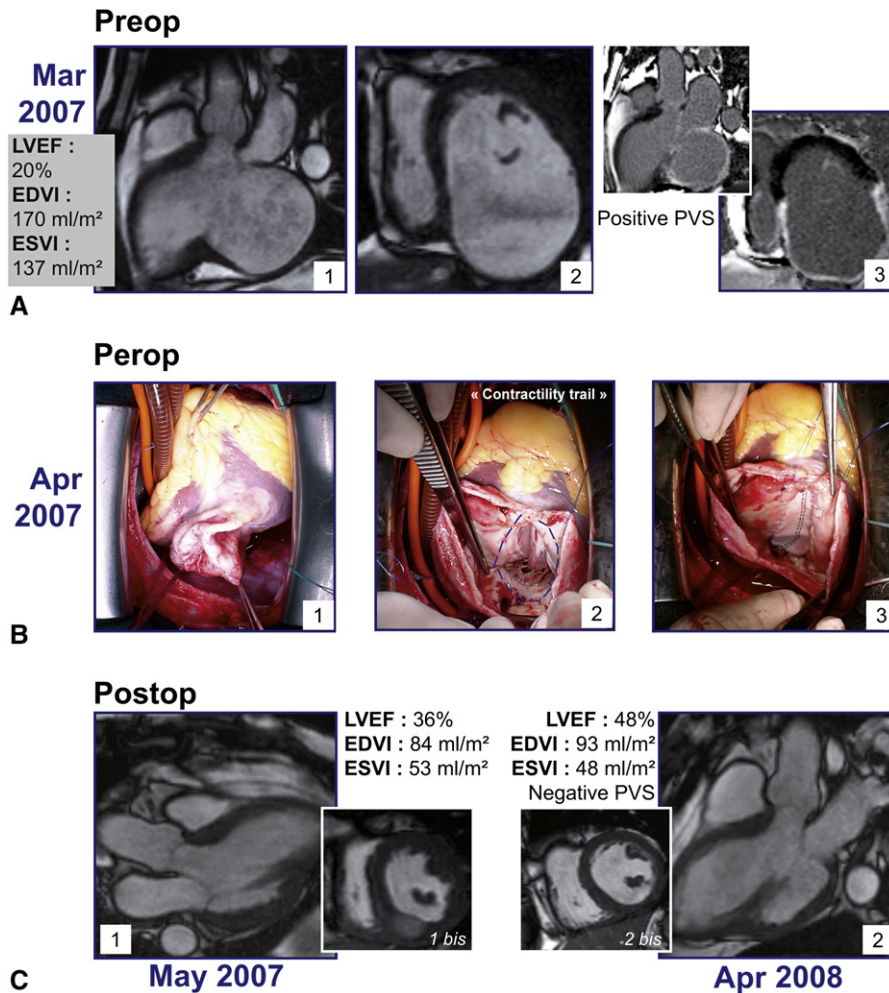 Preop
Mar
2007
LVEF :
20%
EDVI :
170 ml/m²
ESVI :
137 ml/m²
1
2
Positive PVS
3
A
Perop
« Contractility trail »
Apr
2007
1
2
3
B
Postop
LVEF : 36%
EDVI : 84 ml/m²
ESVI : 53 ml/m²
LVEF : 48%
EDVI : 93 ml/m²
ESVI : 48 ml/m²
Negative PVS
1
1 bis
2 bis
2
C
May 2007
Apr 2008